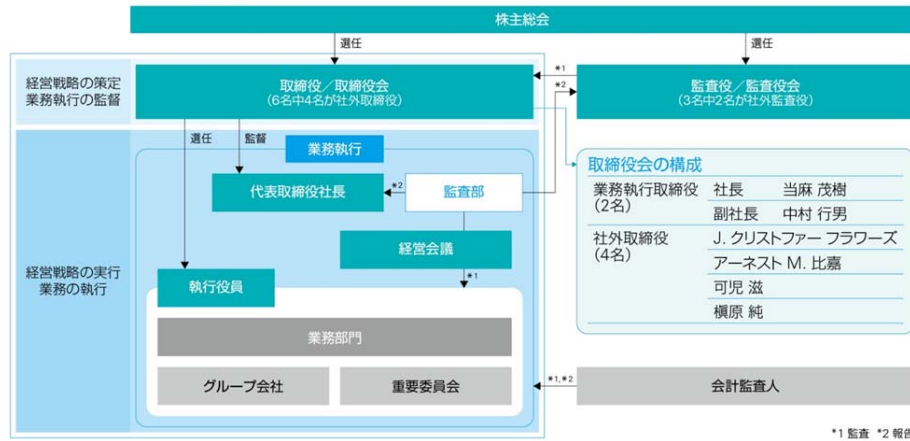 株主総会
選任
選任
経営戦略の策定
業務執行の監督
取締役／取締役会
(6名中4名が社外取締役)
*1
*2
監査役／監査役会
(3名中2名が社外監査役)
選任
監督
業務執行
代表取締役社長
*2
監査部
経営会議
*1
経営戦略の実行
業務の執行
執行役員
業務部門
グループ会社
重要委員会
取締役会の構成
業務執行取締役
(2名)
社長 当麻 茂樹
副社長 中村 行男
社外取締役
(4名)
J. クリストファー フラワーズ
アーネスト M. 比嘉
可児 滋
槇原 純
*1,*2
会計監査人
*1 監査 *2 報告